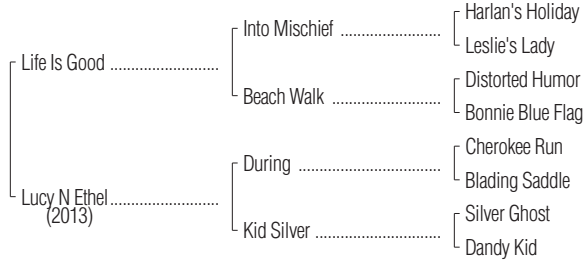 Harlan's Holiday
Into Mischief
Leslie's Lady
Life Is Good
Distorted Humor
Beach Walk
Bonnie Blue Flag
Cherokee Run
During
Blading Saddle
Lucy N Ethel
(2013)
Silver Ghost
Kid Silver
Dandy Kid